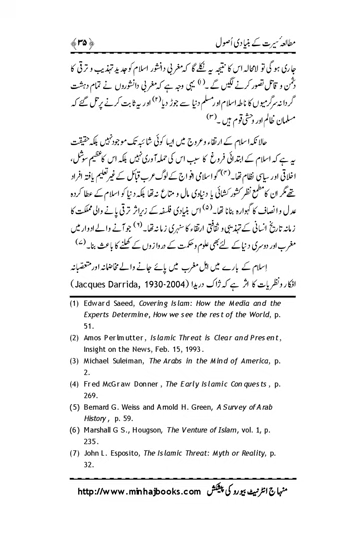 ﴿ ۳۵ ﴾ مطالعہ سیرت کے بنیادی اُصول
جاری ہو گی تو لامحالہ اس کا نتیجہ یہ نکلے گا کہ مغربی دانشور اسلام کو جدید تہذیب و ترقی کا
دشمن و قاتل تصور کرنے لگیں گے۔(۱) یہی وجہ ہے کہ مغربی دانشوروں نے تمام دہشت
گردانہ سرگرمیوں کا ناطہ اسلام اور مسلم دنیا سے جوڑ دیا(۲) اور یہ ثابت کرنے پر تل گئے کہ
مسلمان ظالم اور وحشی قوم ہیں۔(۳)
حالانکہ اسلام کے ارتقاء و عروج میں ایسا کوئی شائبہ تک موجود نہیں بلکہ حقیقت
یہ ہے کہ اسلام کے ابتدائی فروغ کا سبب اس کی حملہ آوری نہیں بلکہ اس کا عظیم سوشل،
اخلاقی اور سیاسی نظام تھا۔(۴) گو اسلامی افواج کے لوگ عرب قبائل کے غیر تعلیم یافتہ افراد
تھے مگر ان کا مطمع نظر کشور کشائی یا دنیاوی مال و متاع نہ تھا بلکہ دنیا کو اسلام کے عطا کردہ
عدل و انصاف کا گہوارہ بنانا تھا۔(۵) اس بنیادی فلسفہ کے زیراثر ترقی پانے والی مملکت کا
زمانہ تاریخ انسانی کے تہذیبی و ثقافتی ارتقاء کا سنہری زمانہ تھا۔(۶) جو آنے والے ادوار میں
مغرب اور دوسری دنیا کے لئے بھی علوم و حکمت کے دروازوں کے کھلنے کا باعث بنا۔(۷)
اِسلام کے بارے میں اہل مغرب میں پائے جانے والے مخاصمانہ اور متعصبانہ
افکار و نظریات کا اثر ہے کہ ژاک دریدا (Jacques Darrida, 1930-2004)
(1) Edward Saeed, Covering Islam: How the Media and the
Experts Determine, How we see the rest of the World, p.
51.
(2) Amos Perlmutter, Islamic Threat is Clear and Present,
Insight on the News, Feb. 15, 1993.
(3) Michael Suleiman, The Arabs in the Mind of America, p.
2.
(4) Fred McGraw Donner, The Early Islamic Conquests, p.
269.
(5) Bernard G. Weiss and Arnold H. Green, A Survey of Arab
History, p. 59.
(6) Marshall G S., Hougson, The Venture of Islam, vol. 1, p.
235.
(7) John L. Esposito, The Islamic Threat: Myth or Reality, p.
32.
منہاج انٹرنیٹ بیورو کی پیشکش http://www.minhajbooks.com